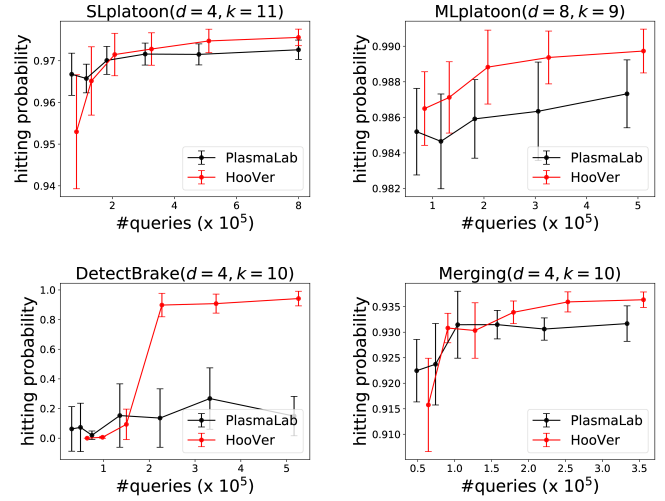 SLplatoon(d = 4, k = 11)
hitting probability
0.97
0.96
0.95
0.94
PlasmaLab
HooVer
2 4 6 8
#queries (x 10^5)
MLplatoon(d = 8, k = 9)
hitting probability
0.990
0.988
0.986
0.984
0.982
PlasmaLab
HooVer
1 2 3 4 5
#queries (x 10^5)
DetectBrake(d = 4, k = 10)
hitting probability
1.0
0.8
0.6
0.4
0.2
0.0
PlasmaLab
HooVer
1 2 3 4 5
#queries (x 10^5)
Merging(d = 4, k = 10)
hitting probability
0.935
0.930
0.925
0.920
0.915
0.910
PlasmaLab
HooVer
0.5 1.0 1.5 2.0 2.5 3.0 3.5
#queries (x 10^5)